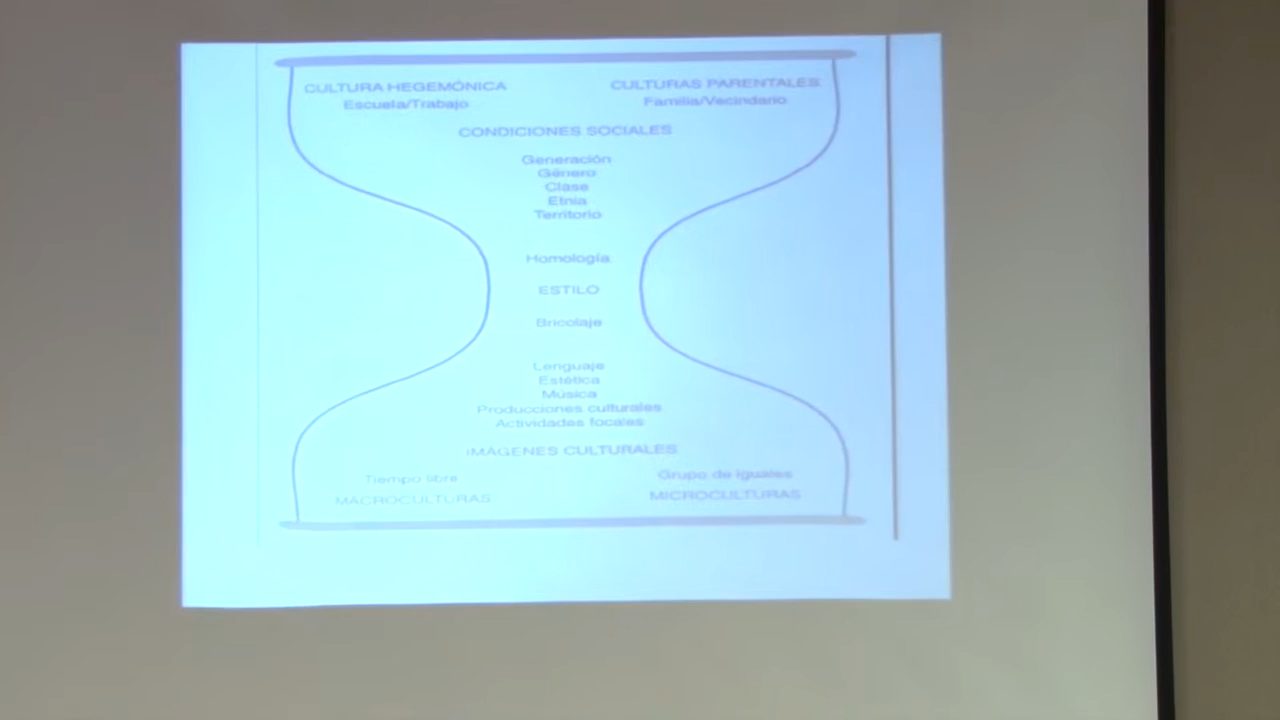 CULTURA HEGEMÓNICA
Escuela/Trabajo
CULTURAS PARENTALES
Familia/Vecindario
CONDICIONES SOCIALES
Generación
Género
Clase
Etnia
Territorio
Homología
ESTILO
Bricolaje
Lenguaje
Estética
Música
Producciones culturales
Actividades focales
IMÁGENES CULTURALES
Tiempo libre
MACROCULTURAS
Grupo de iguales
MICROCULTURAS